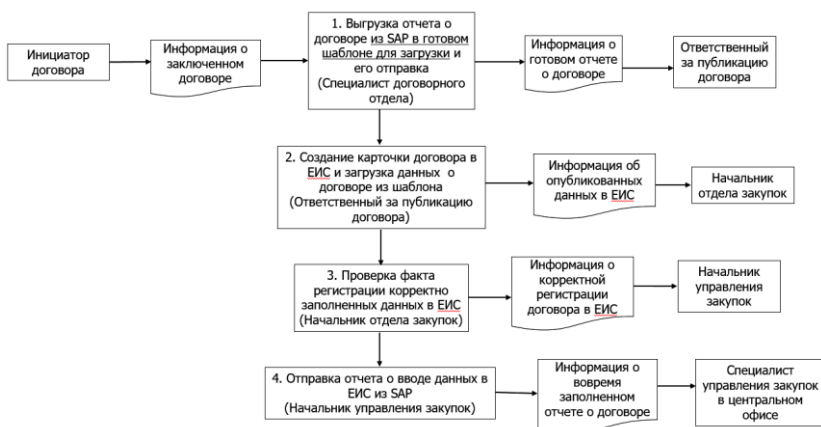 Инициатор
договора
Информация о
заключенном
договоре
1. Выгрузка отчета о
договоре из SAP в готовом
шаблоне для загрузки и
его отправка
(Специалист договорного
отдела)
Информация о
готовом отчете
о договоре
Ответственный
за публикацию
договора
2. Создание карточки договора в
ЕИС и загрузка данных о
договоре из шаблона
(Ответственный за публикацию
договора)
Информация об
опубликованных
данных в ЕИС
Начальник
отдела закупок
3. Проверка факта
регистрации корректно
заполненных данных в ЕИС
(Начальник отдела закупок)
Информация о
корректной
регистрации
договора в ЕИС
Начальник
управления
закупок
4. Отправка отчета о вводе данных в
ЕИС из SAP
(Начальник управления закупок)
Информация о
вовремя
заполненном
отчете о договоре
Специалист
управления закупок
в центральном
офисе